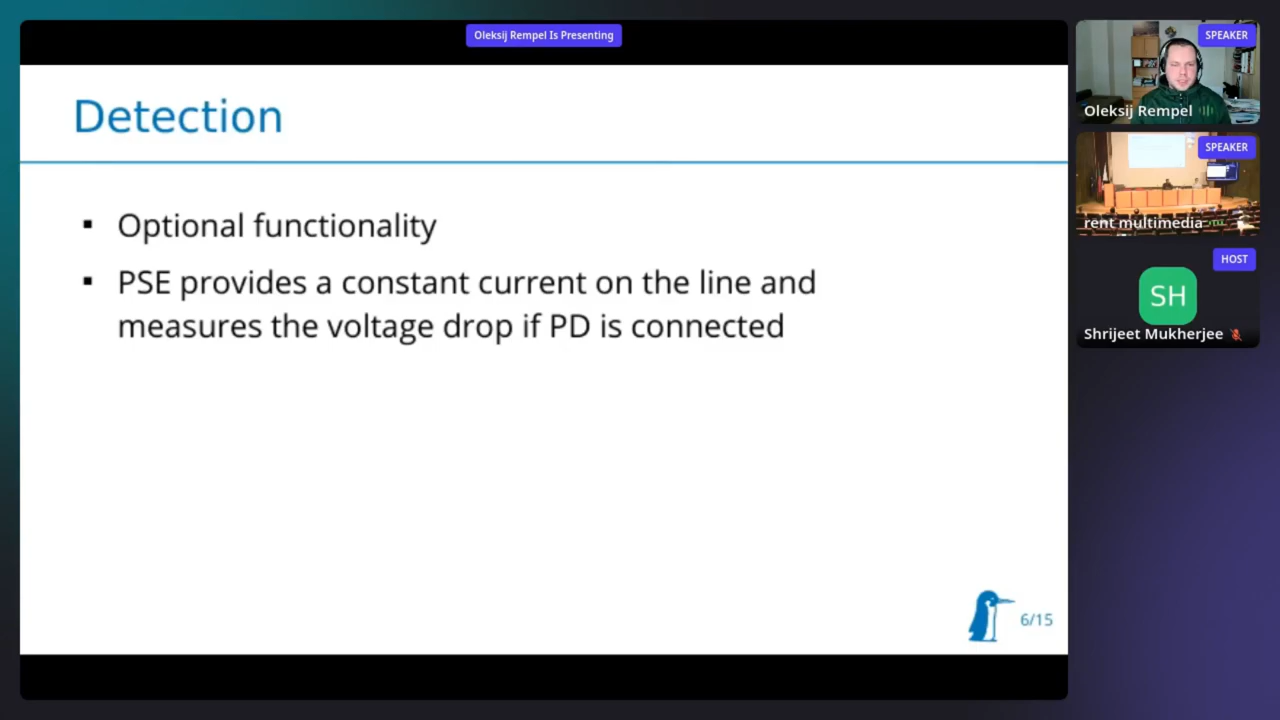 Oleksij Rempel Is Presenting
Detection
▪ Optional functionality
▪ PSE provides a constant current on the line and
measures the voltage drop if PD is connected
6/15
SPEAKER
Oleksij Rempel
SPEAKER
rent multimedia
HOST
SH
Shrijeet Mukherjee